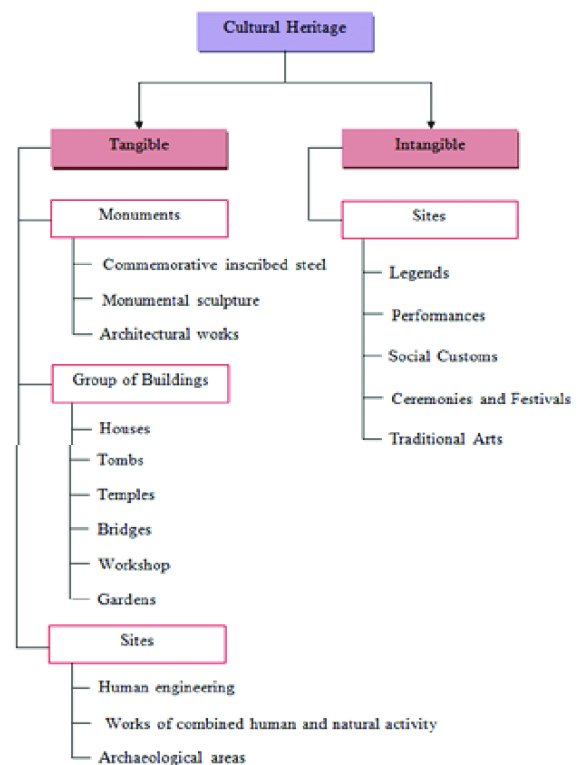 Cultural Heritage
Tangible
Intangible
Monuments
Commemorative inscribed steel
Monumental sculpture
Architectural works
Group of Buildings
Houses
Tombs
Temples
Bridges
Workshop
Gardens
Sites
Human engineering
Works of combined human and natural activity
Archaeological areas
Sites
Legends
Performances
Social Customs
Ceremonies and Festivals
Traditional Arts